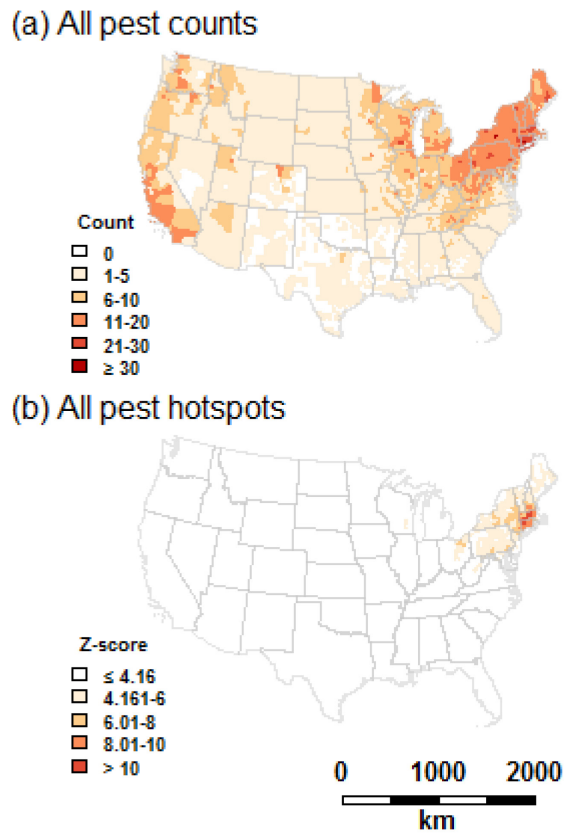 (a) All pest counts
Count
0
1-5
6-10
11-20
21-30
≥ 30
(b) All pest hotspots
Z-score
≤ 4.16
4.161-6
6.01-8
8.01-10
> 10
0 1000 2000
km